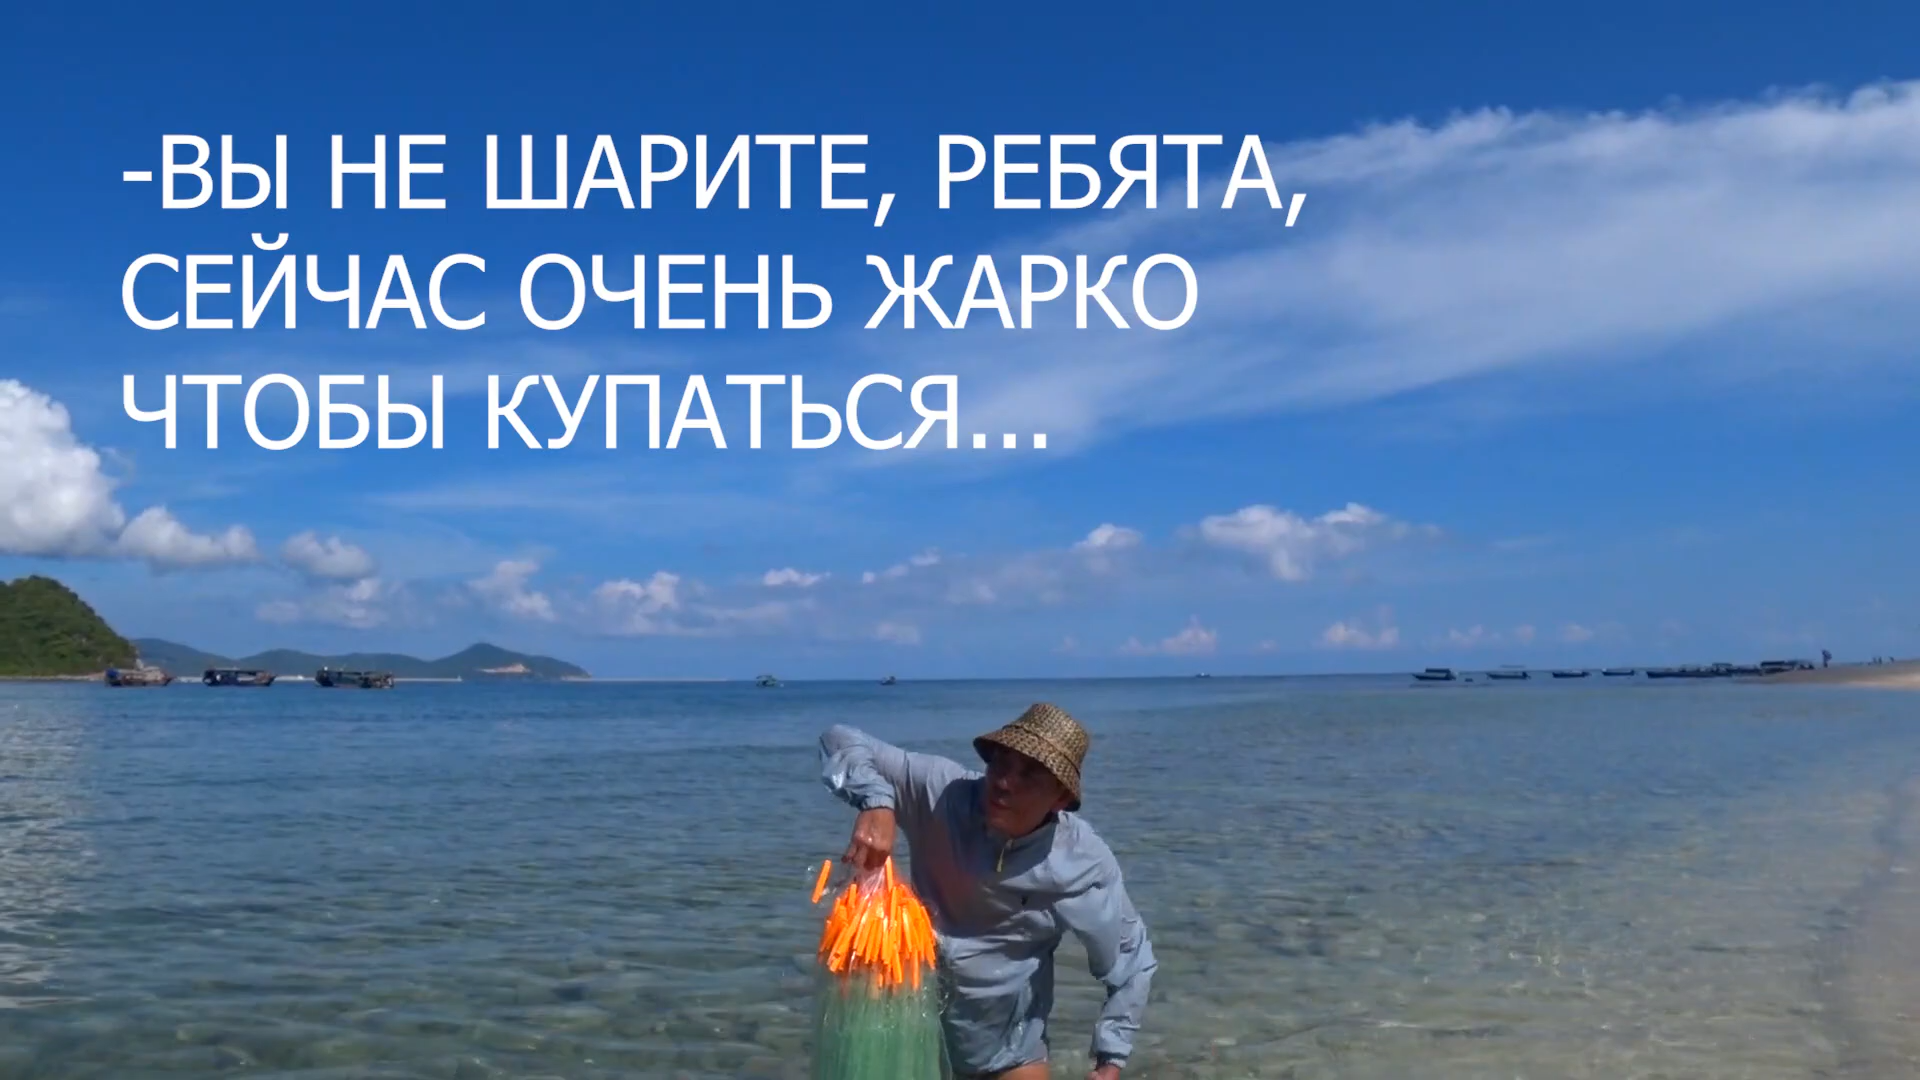 -ВЫ НЕ ШАРИТЕ, РЕБЯТА,
СЕЙЧАС ОЧЕНЬ ЖАРКО
ЧТОБЫ КУПАТЬСЯ...